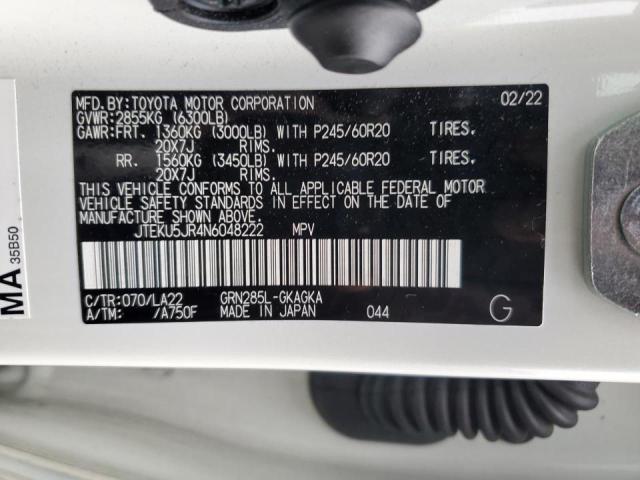 MFD.BY:TOYOTA MOTOR CORPORATION 02/22
GVWR:2855KG (6300LB)
GAWR:FRT. 1360KG (3000LB) WITH P245/60R20 TIRES.
20X7J RIMS.
RR. 1560KG (3450LB) WITH P245/60R20 TIRES.
20X7J RIMS.
THIS VEHICLE CONFORMS TO ALL APPLICABLE FEDERAL MOTOR
VEHICLE SAFETY STANDARDS IN EFFECT ON THE DATE OF
MANUFACTURE SHOWN ABOVE.
JTEKU5JR4N6048222 MPV
C/TR:070/LA22 GRN285L-GKAGKA
A/TM: /A750F MADE IN JAPAN 044 G
MA 35B50